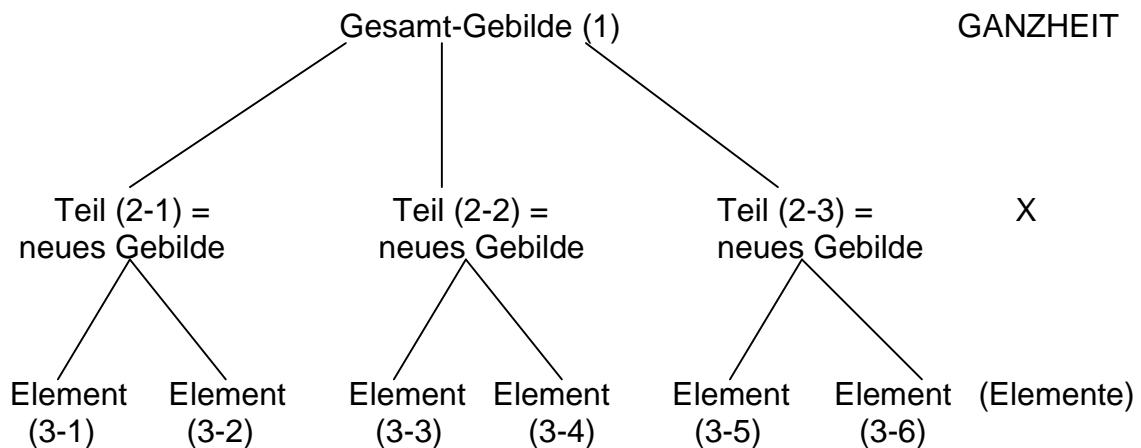 Gesamt-Gebilde (1) GANZHEIT
Teil (2-1) = Teil (2-2) = Teil (2-3) = X
neues Gebilde neues Gebilde neues Gebilde
Element Element Element Element Element Element (Elemente)
(3-1) (3-2) (3-3) (3-4) (3-5) (3-6)